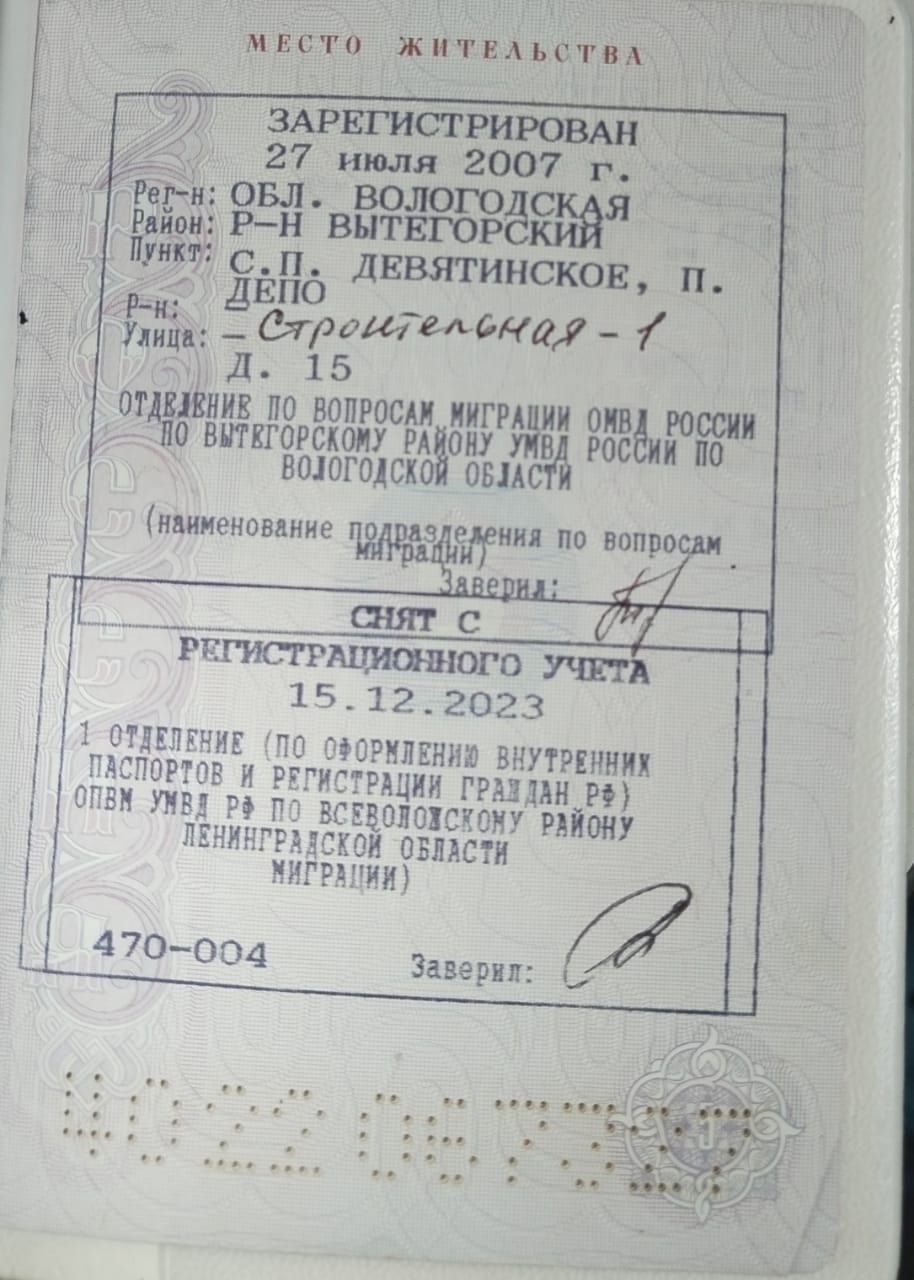 МЕСТО ЖИТЕЛЬСТВА
ЗАРЕГИСТРИРОВАН
27 июля 2007 г.
Рег-н: ОБЛ. ВОЛОГОДСКАЯ
Район: Р-Н ВЫТЕГОРСКИЙ
Пункт: С.П. ДЕВЯТИНСКОЕ, П.
ДЕПО
Р-н:
Улица: - Строительная - 1
Д. 15
ОТДЕЛЕНИЕ ПО ВОПРОСАМ МИГРАЦИИ ОМВД РОССИИ
ПО ВЫТЕГОРСКОМУ РАЙОНУ УМВД РОССИИ ПО
ВОЛОГОДСКОЙ ОБЛАСТИ
(наименование подразделения по вопросам
миграции)
Заверил:
СНЯТ С
РЕГИСТРАЦИОННОГО УЧЕТА
15.12.2023
1 ОТДЕЛЕНИЕ (ПО ОФОРМЛЕНИЮ ВНУТРЕННИХ
ПАСПОРТОВ И РЕГИСТРАЦИИ ГРАЖДАН РФ)
ОПВМ УМВД РФ ПО ВСЕВОЛОЖСКОМУ РАЙОНУ
ЛЕНИНГРАДСКОЙ ОБЛАСТИ
МИГРАЦИИ)
470-004
Заверил: